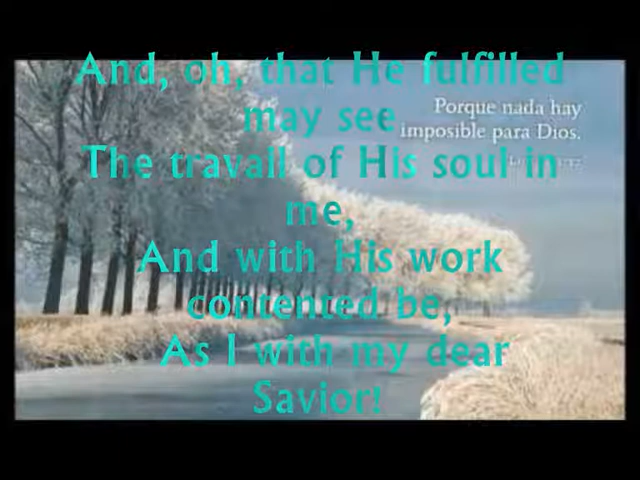 And, oh, that He fulfilled
may see
The travail of His soul in
me,
And with His work
contented be,
As I with my dear
Savior!
Porque nada hay
imposible para Dios.